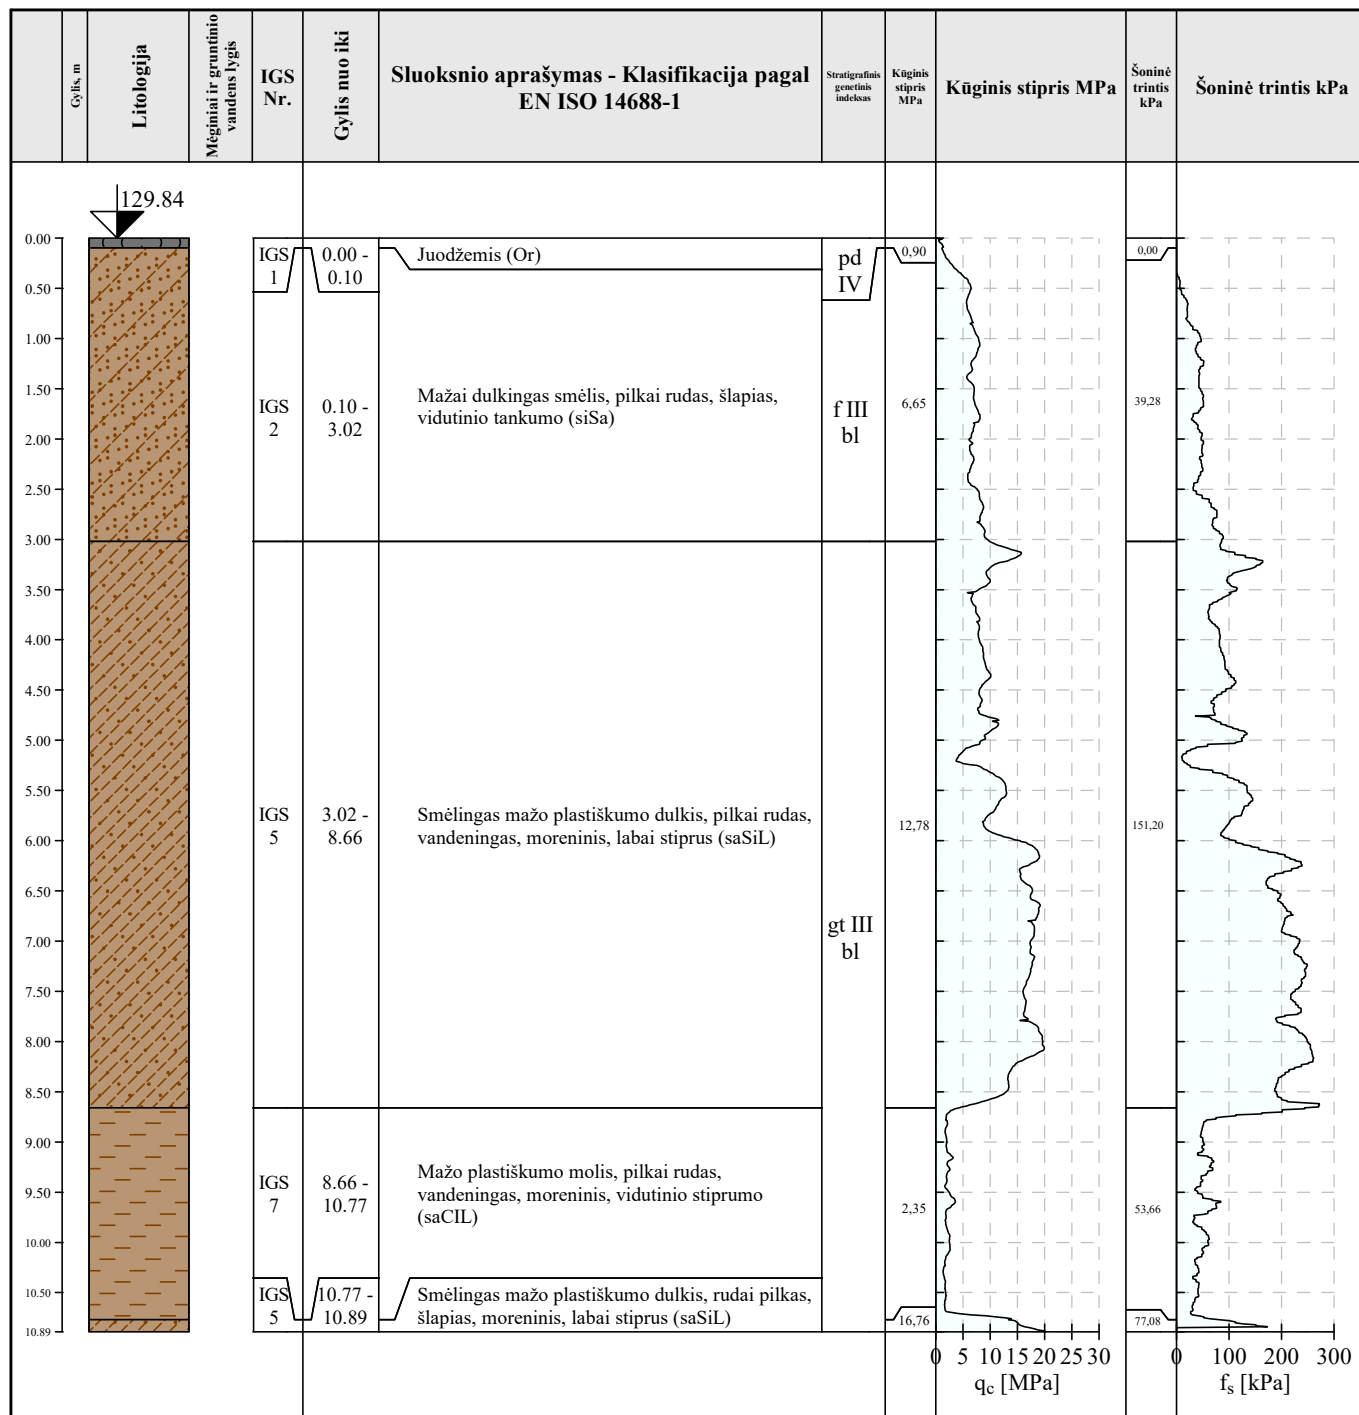 Gylis, m
Litologija
Mėginiai ir gruntinio
vandens lygis
IGS
Nr.
Gylis nuo iki
Sluoksnio aprašymas - Klasifikacija pagal
EN ISO 14688-1
Stratigrafinis
genetinis
indeksas
Kūginis
stipris
MPa
Kūginis stipris MPa
Šoninė
trintis
kPa
Šoninė trintis kPa
129.84
0.00
0.50
1.00
1.50
2.00
2.50
3.00
3.50
4.00
4.50
5.00
5.50
6.00
6.50
7.00
7.50
8.00
8.50
9.00
9.50
10.00
10.50
10.89
IGS
1
0.00 -
0.10
Juodžemis (Or)
pd
IV
0,90
0,00
IGS
2
0.10 -
3.02
Mažai dulkingas smėlis, pilkai rudas, šlapias,
vidutinio tankumo (siSa)
f III
bl
6,65
39,28
IGS
5
3.02 -
8.66
Smėlingas mažo plastiškumo dulkis, pilkai rudas,
vandeningas, moreninis, labai stiprus (saSiL)
gt III
bl
12,78
151,20
IGS
7
8.66 -
10.77
Mažo plastiškumo molis, pilkai rudas,
vandeningas, moreninis, vidutinio stiprumo
(saCIL)
2,35
53,66
IGS
5
10.77 -
10.89
Smėlingas mažo plastiškumo dulkis, rudai pilkas,
šlapias, moreninis, labai stiprus (saSiL)
16,76
77,08
0 5 10 15 20 25 30
q_c [MPa]
0 100 200 300
f_s [kPa]